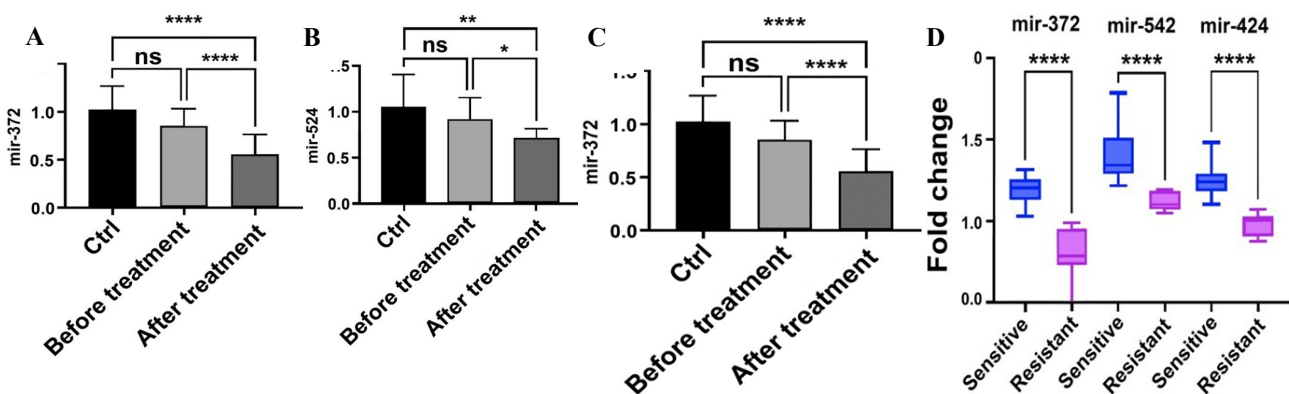 A
****
ns
****
mir-372
1.0
0.5
0.0
Ctrl
Before treatment
After treatment
B
**
ns
*
mir-524
1.0
0.5
0.0
Ctrl
Before treatment
After treatment
C
****
ns
****
mir-372
1.0
0.5
0.0
Ctrl
Before treatment
After treatment
D
mir-372 mir-542 mir-424
**** **** ****
Fold change
0
1.5
1.0
0.0
Sensitive
Resistant
Sensitive
Resistant
Sensitive
Resistant